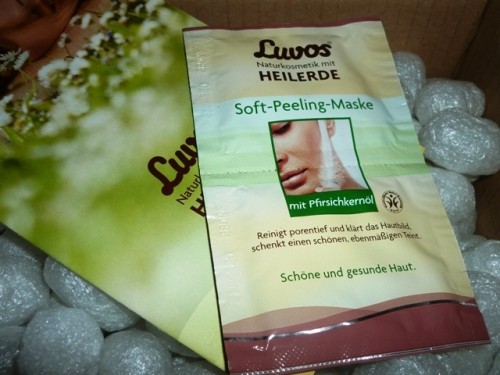 Luvos
Naturkosmetik mit
HEILERDE
Soft-Peeling-Maske
mit Pfirsichkernöl
Reinigt porentief und klärt das Hautbild,
schenkt einen schönen, ebenmäßigen Teint.
Schöne und gesunde Haut.
Luvos